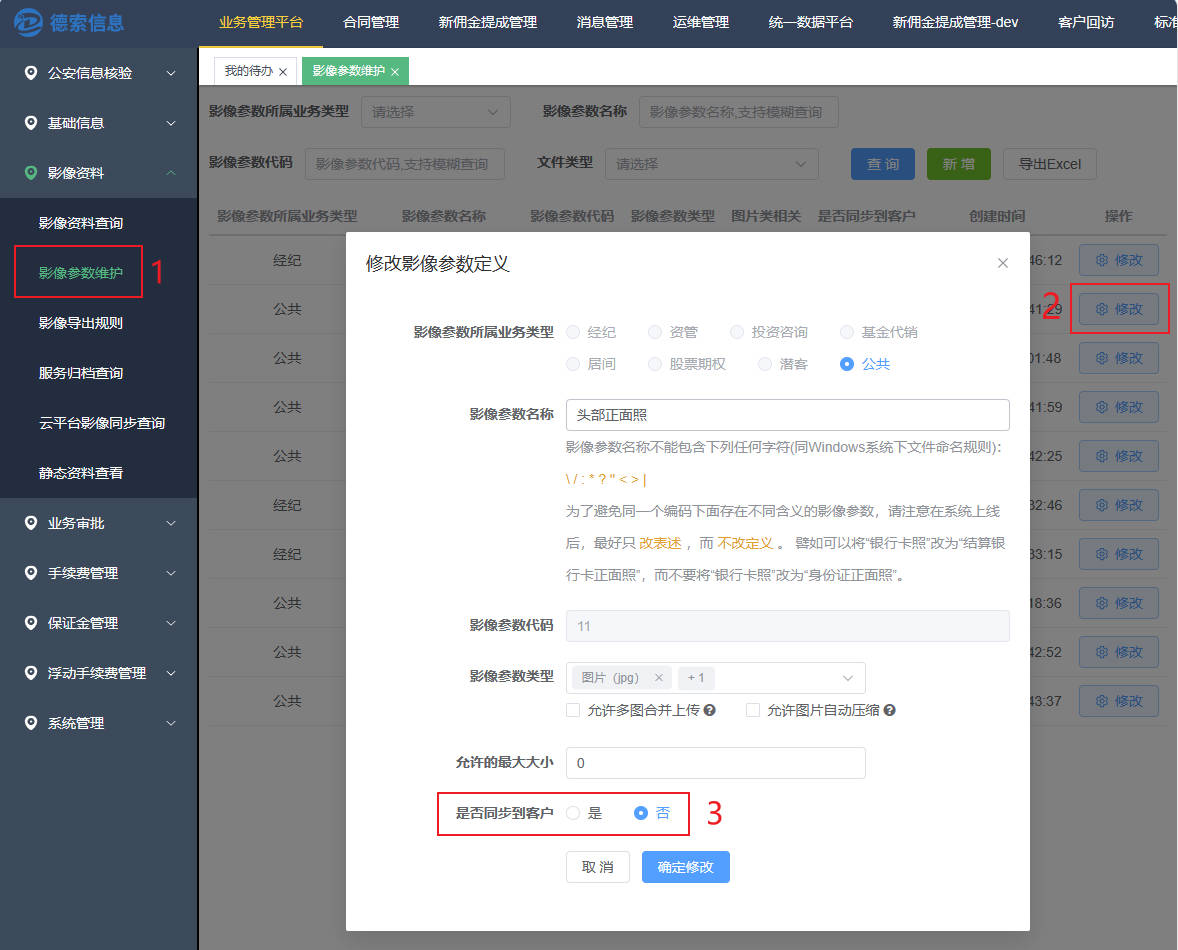 德索信息 业务管理平台 合同管理 新佣金提成管理 消息管理 运维管理 统一数据平台 新佣金提成管理-dev 客户回访 标准
公安信息核验
基础信息
影像资料
影像资料查询
影像参数维护 1
影像导出规则
服务归档查询
云平台影像同步查询
静态资料查看
业务审批
手续费管理
保证金管理
浮动手续费管理
系统管理
我的待办 × 影像参数维护 ×
影像参数所属业务类型 请选择 影像参数名称 影像参数名称,支持模糊查询
影像参数代码 影像参数代码,支持模糊查询 文件类型 请选择 查 询 新 增 导出Excel
影像参数所属业务类型 影像参数名称 影像参数代码 影像参数类型 图片类相关 是否同步到客户 创建时间 操作
经纪 46:12 修改
公共 41:29 2 修改
公共 01:48 修改
公共 41:59 修改
公共 42:25 修改
经纪 32:46 修改
经纪 33:15 修改
公共 18:36 修改
公共 42:52 修改
公共 43:37 修改
修改影像参数定义 ×
影像参数所属业务类型 经纪 资管 投资咨询 基金代销
居间 股票期权 潜客 公共
影像参数名称 头部正面照
影像参数名称不能包含下列任何字符(同Windows系统下文件命名规则)：
\ / : * ? " < > |
为了避免同一个编码下面存在不同含义的影像参数，请注意在系统上线
后，最好只 改表述 ，而 不改定义 。 譬如可以将“银行卡照”改为“结算银
行卡正面照”，而不要将“银行卡照”改为“身份证正面照”。
影像参数代码 11
影像参数类型 图片（jpg） × + 1
允许多图合并上传 ? 允许图片自动压缩 ?
允许的最大大小 0
是否同步到客户 是 否 3
取 消 确定修改